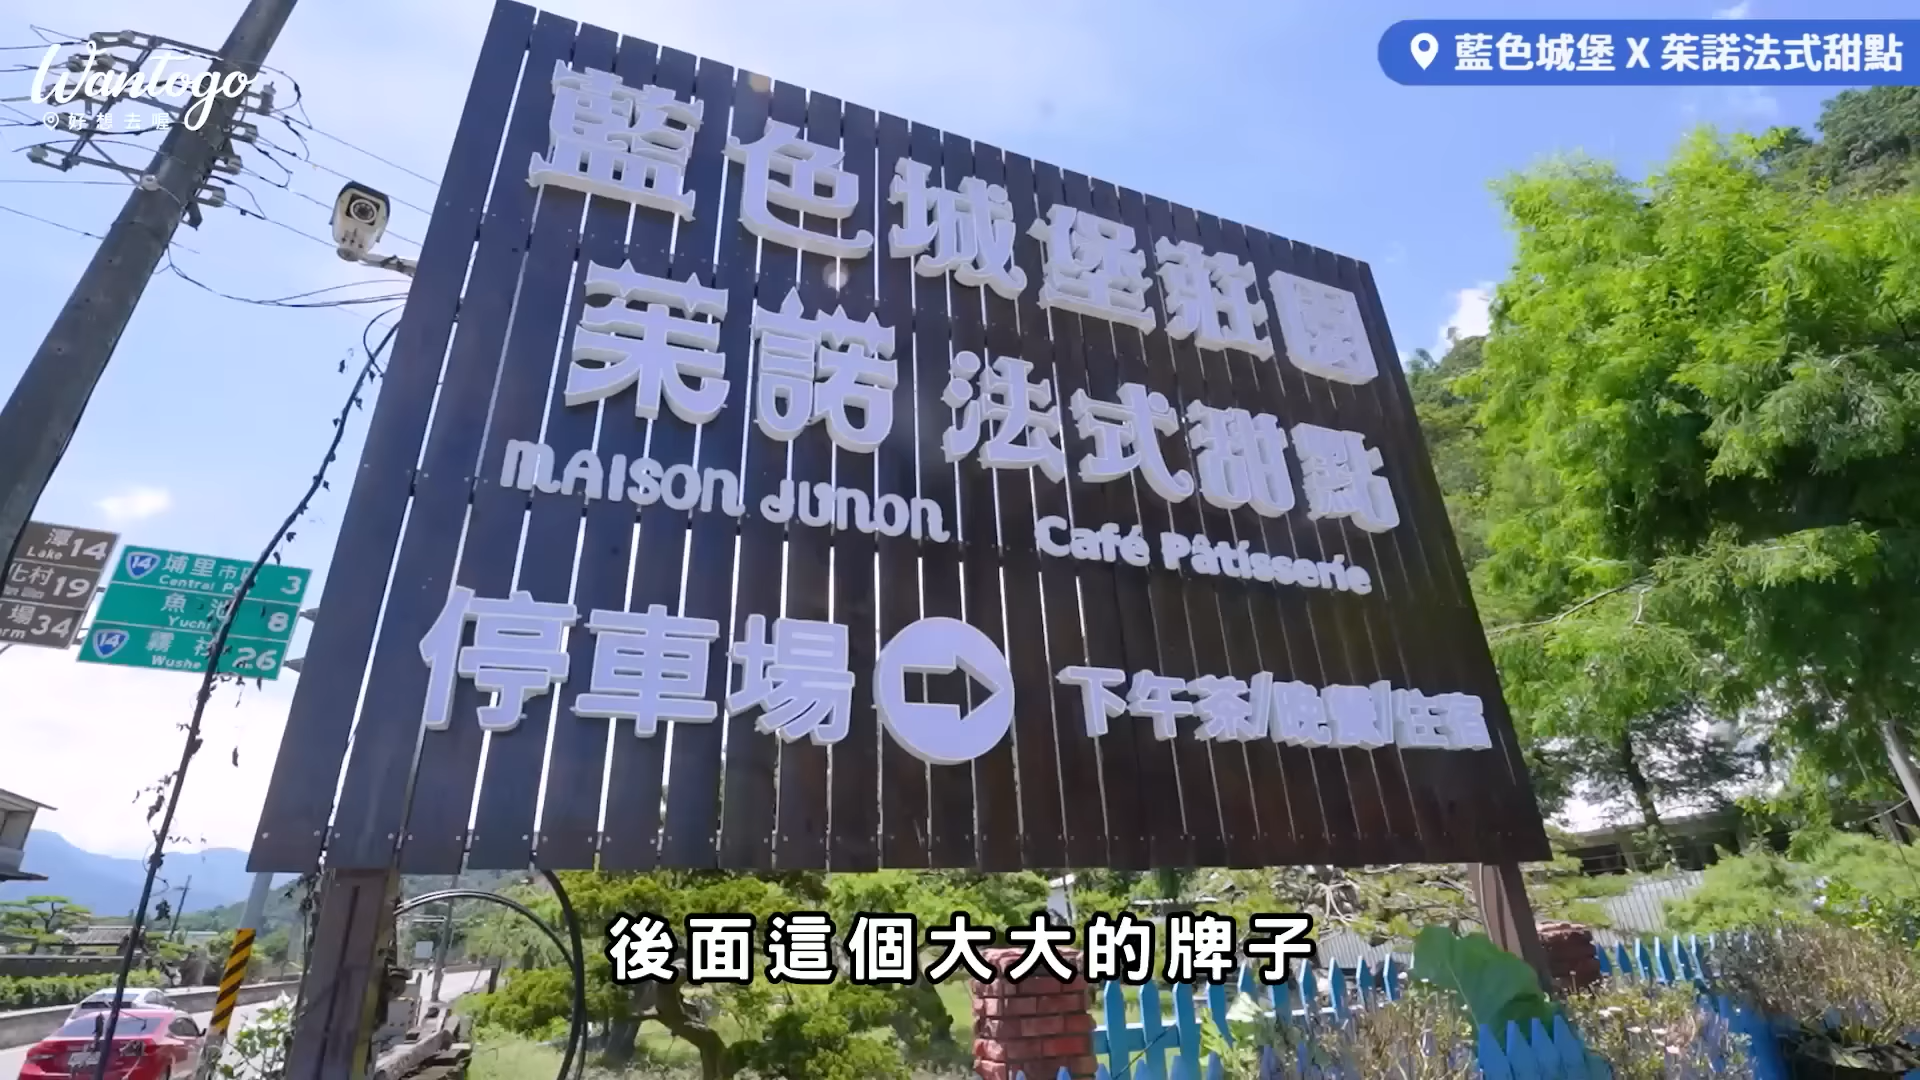 Wantogo
好想去喔
藍色城堡 X 茱諾法式甜點
藍色城堡莊園
茱諾 法式甜點
MAISON JUNON Café Pâtisserie
停車場 下午茶/晚餐/住宿
潭 14
Lake
化村 19
場 34
arm
14 埔里市區 3
Central
魚池 8
Yuchi
14 霧社 26
Wushe
後面這個大大的牌子